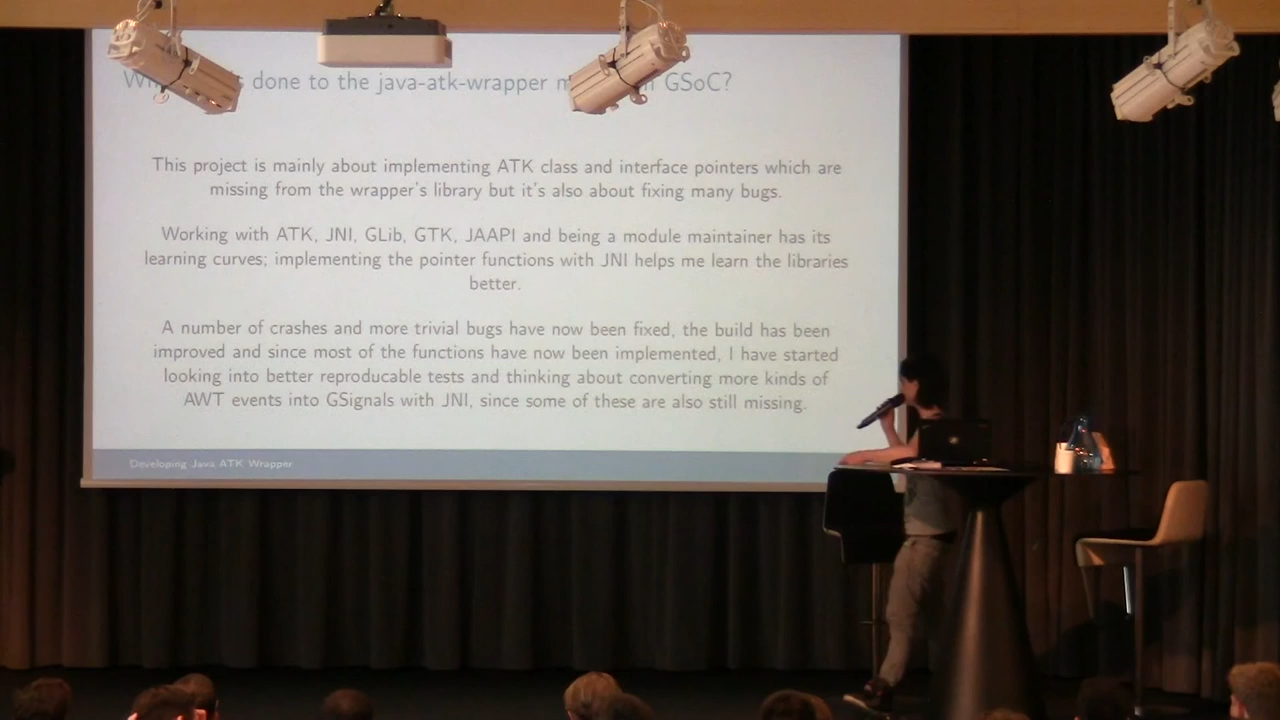 done to the java-atk-wrapper GSoC?
This project is mainly about implementing ATK class and interface pointers which are
missing from the wrapper's library but it's also about fixing many bugs.
Working with ATK, JNI, GLib, GTK, JAAPI and being a module maintainer has its
learning curves; implementing the pointer functions with JNI helps me learn the libraries
better.
A number of crashes and more trivial bugs have now been fixed, the build has been
improved and since most of the functions have now been implemented, I have started
looking into better reproducable tests and thinking about converting more kinds of
AWT events into GSignals with JNI, since some of these are also still missing.
Developing Java ATK Wrapper